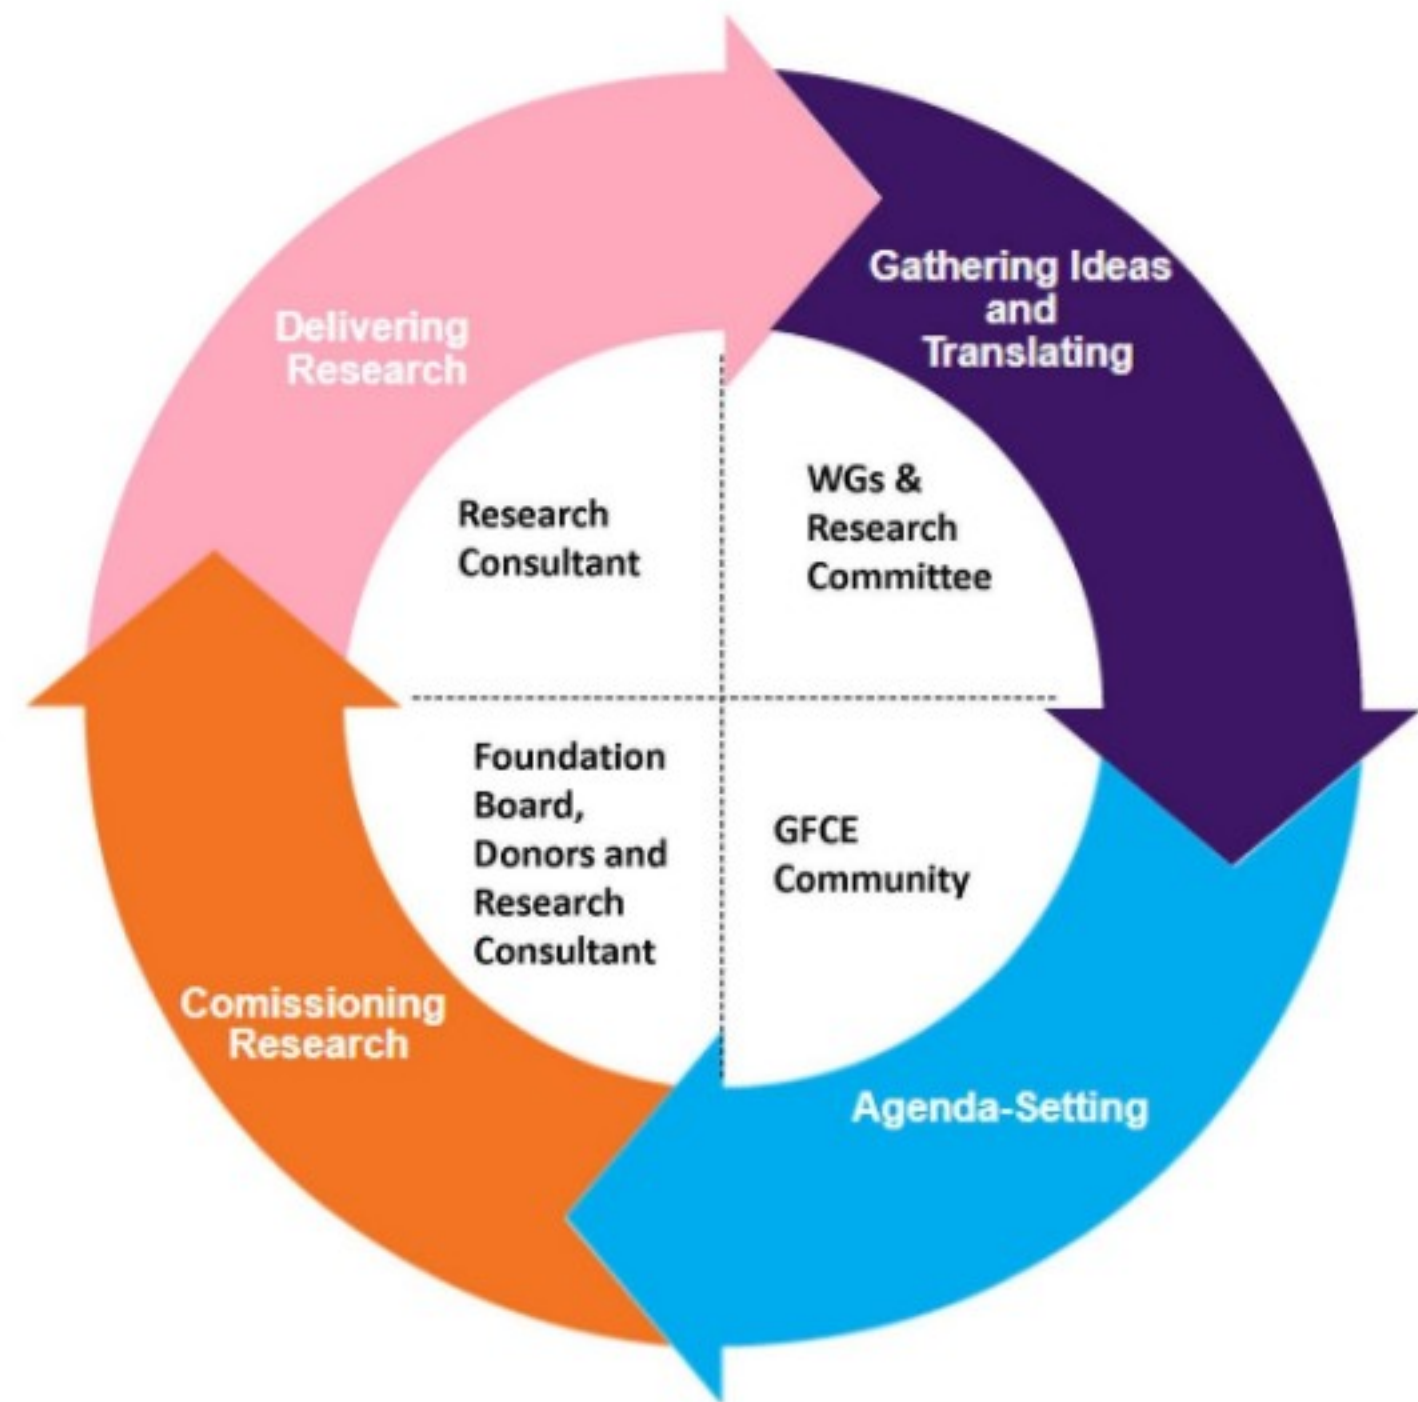 Gathering Ideas
and
Translating
Delivering
Research
WGs &
Research
Committee
Research
Consultant
Foundation
Board,
Donors and
Research
Consultant
GFCE
Community
Comissioning
Research
Agenda-Setting